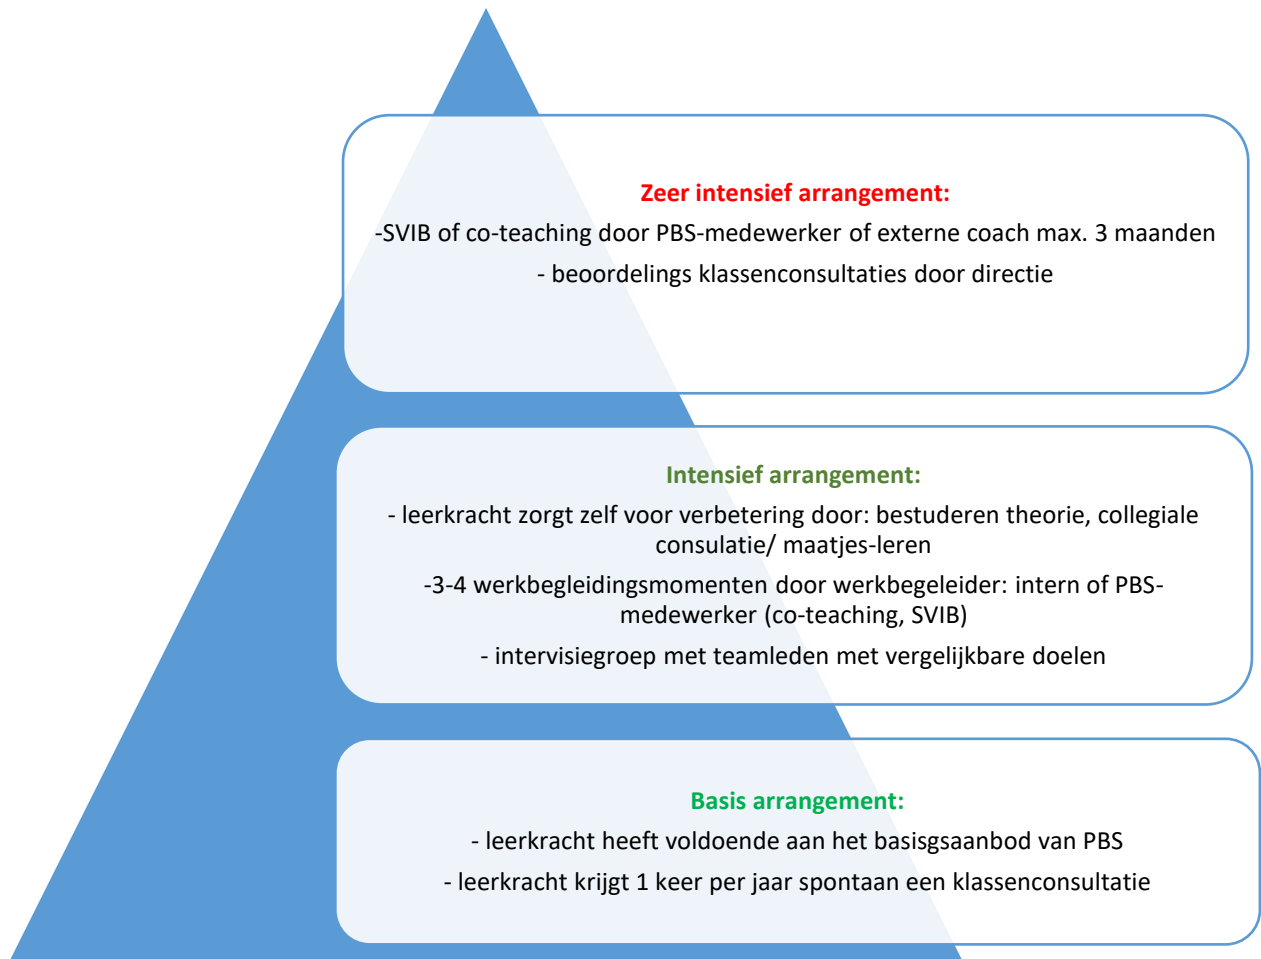 Zeer intensief arrangement:
-SVIB of co-teaching door PBS-medewerker of externe coach max. 3 maanden
- beoordelings klassenconsultaties door directie
Intensief arrangement:
- leerkracht zorgt zelf voor verbetering door: bestuderen theorie, collegiale
consulatie/ maatjes-leren
-3-4 werkbegleidingsmomenten door werkbegeleider: intern of PBS-
medewerker (co-teaching, SVIB)
- intervisiegroep met teamleden met vergelijkbare doelen
Basis arrangement:
- leerkracht heeft voldoende aan het basisgsaanbod van PBS
- leerkracht krijgt 1 keer per jaar spontaan een klassenconsultatie